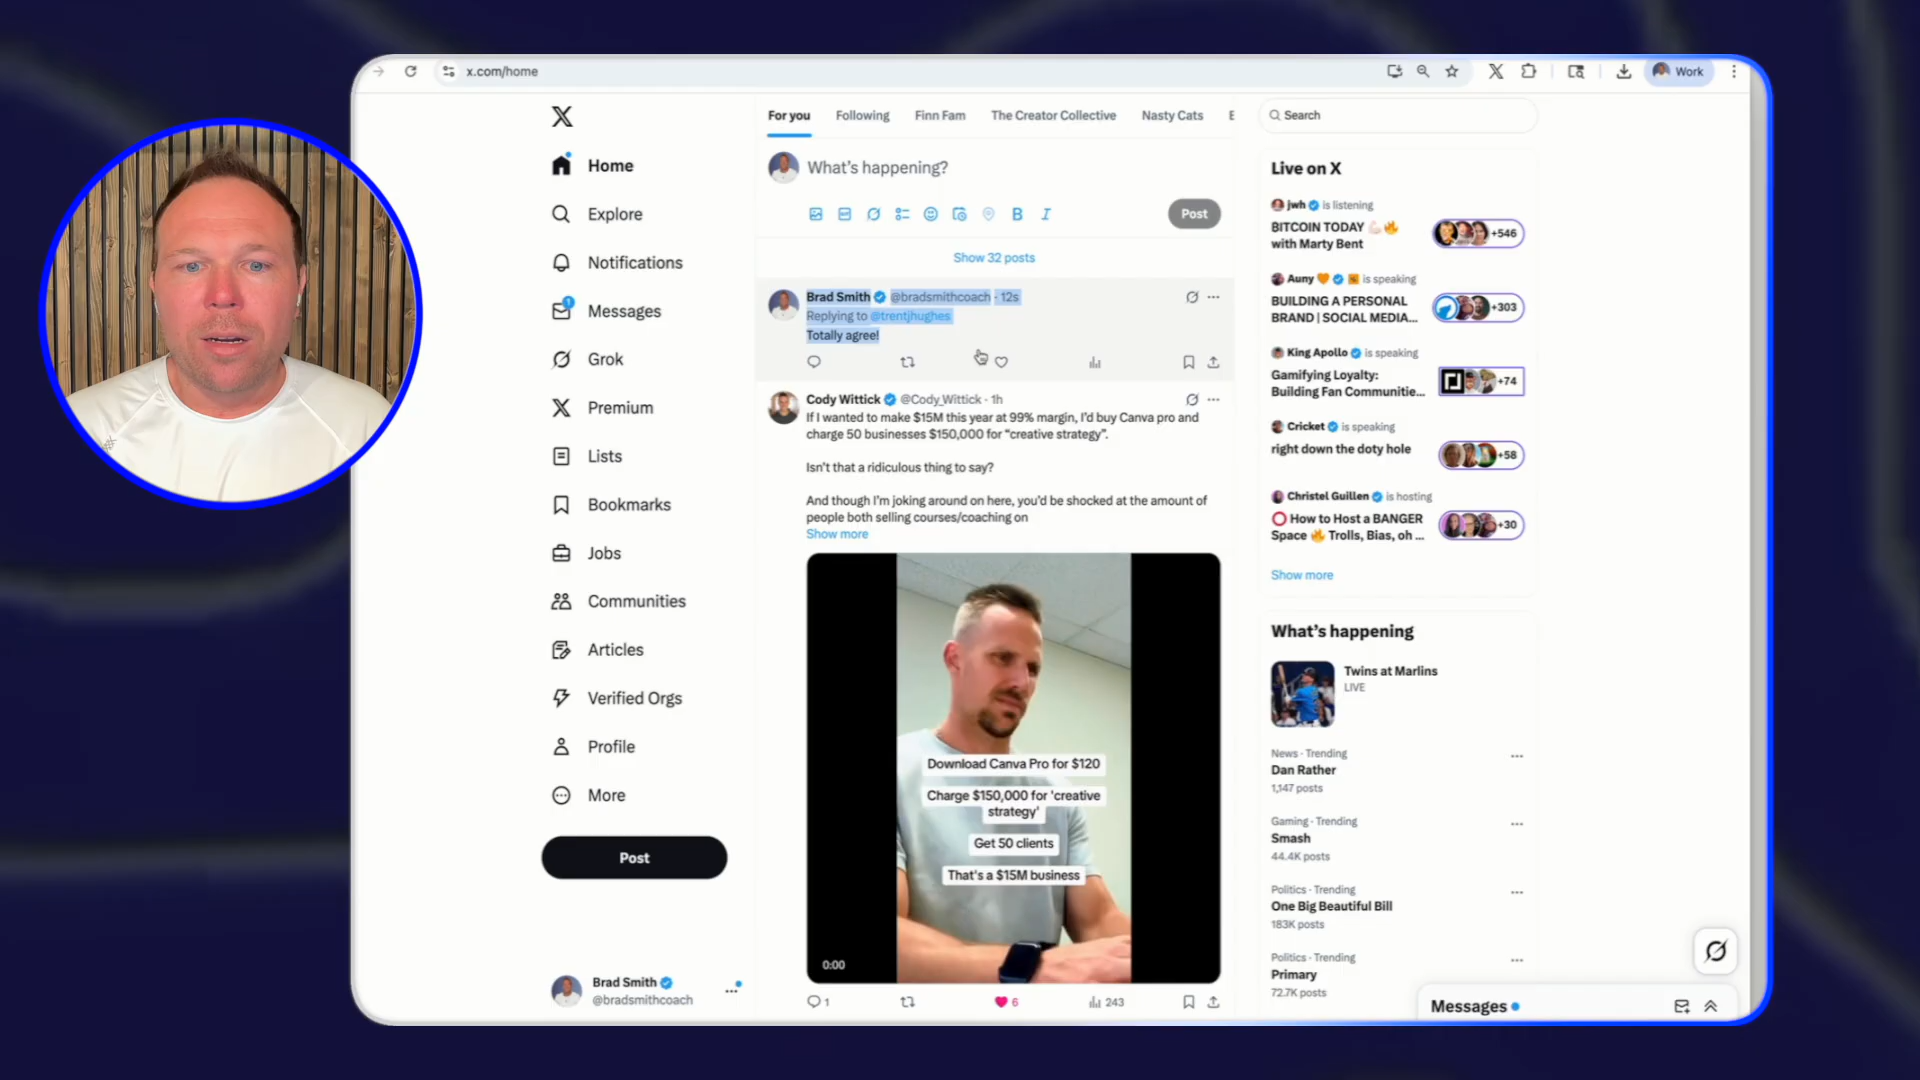 x.com/home
Work
Home
Explore
Notifications
1
Messages
Grok
Premium
Lists
Bookmarks
Jobs
Communities
Articles
Verified Orgs
Profile
More
Post
Brad Smith
@bradsmithcoach
For you
Following
Finn Fam
The Creator Collective
Nasty Cats
What's happening?
Post
Show 32 posts
Brad Smith @bradsmithcoach · 12s
Replying to @trentjhughes
Totally agree!
Cody Wittick @Cody_Wittick · 1h
If I wanted to make $15M this year at 99% margin, I'd buy Canva pro and
charge 50 businesses $150,000 for "creative strategy".
Isn't that a ridiculous thing to say?
And though I'm joking around on here, you'd be shocked at the amount of
people both selling courses/coaching on
Show more
Download Canva Pro for $120
Charge $150,000 for 'creative
strategy'
Get 50 clients
That's a $15M business
0:00
1
6
243
Search
Live on X
jwh is listening
BITCOIN TODAY 💪🏻🔥
with Marty Bent
+546
Auny 🧡 is speaking
BUILDING A PERSONAL
BRAND | SOCIAL MEDIA...
+303
King Apollo is speaking
Gamifying Loyalty:
Building Fan Communitie...
+74
Cricket is speaking
right down the doty hole
+58
Christel Guillen is hosting
⭕ How to Host a BANGER
Space 🔥 Trolls, Bias, oh ...
+30
Show more
What's happening
Twins at Marlins
LIVE
News · Trending
Dan Rather
1,147 posts
Gaming · Trending
Smash
44.4K posts
Politics · Trending
One Big Beautiful Bill
183K posts
Politics · Trending
Primary
72.7K posts
Messages